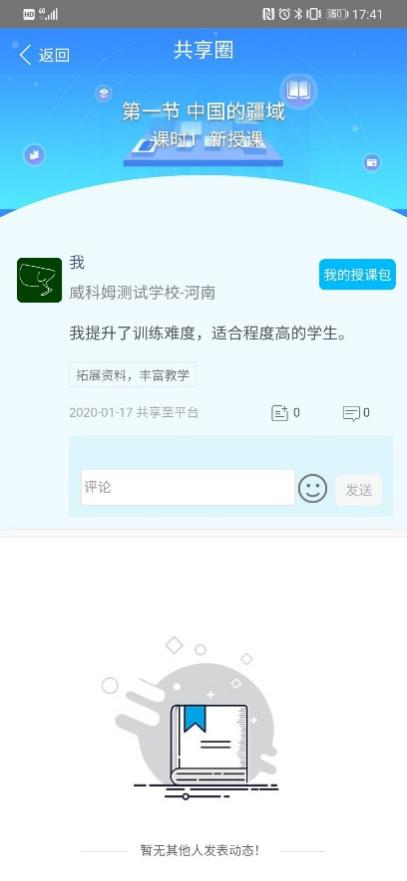 HD 4G 50 17:41
返回
共享圈
第一节 中国的疆域
课时1 新授课
我
我的授课包
威科姆测试学校-河南
我提升了训练难度，适合程度高的学生。
拓展资料，丰富教学
2020-01-17 共享至平台 0 0
评论 发送
暂无其他人发表动态！